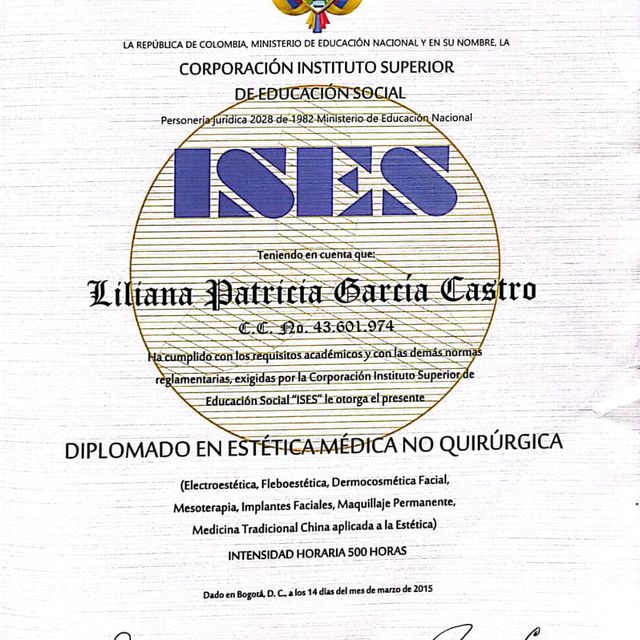 LA REPÚBLICA DE COLOMBIA, MINISTERIO DE EDUCACIÓN NACIONAL Y EN SU NOMBRE, LA
CORPORACIÓN INSTITUTO SUPERIOR
DE EDUCACIÓN SOCIAL
Personería jurídica 2028 de 1982 Ministerio de Educación Nacional
ISES
Teniendo en cuenta que:
Liliana Patricia García Castro
C.C. No. 43.601.974
Ha cumplido con los requisitos académicos y con las demás normas
reglamentarias, exigidas por la Corporación Instituto Superior de
Educación Social "ISES" le otorga el presente
DIPLOMADO EN ESTÉTICA MÉDICA NO QUIRÚRGICA
(Electroestética, Fleboestética, Dermocosmética Facial,
Mesoterapia, Implantes Faciales, Maquillaje Permanente,
Medicina Tradicional China aplicada a la Estética)
INTENSIDAD HORARIA 500 HORAS
Dado en Bogotá, D. C., a los 14 días del mes de marzo de 2015